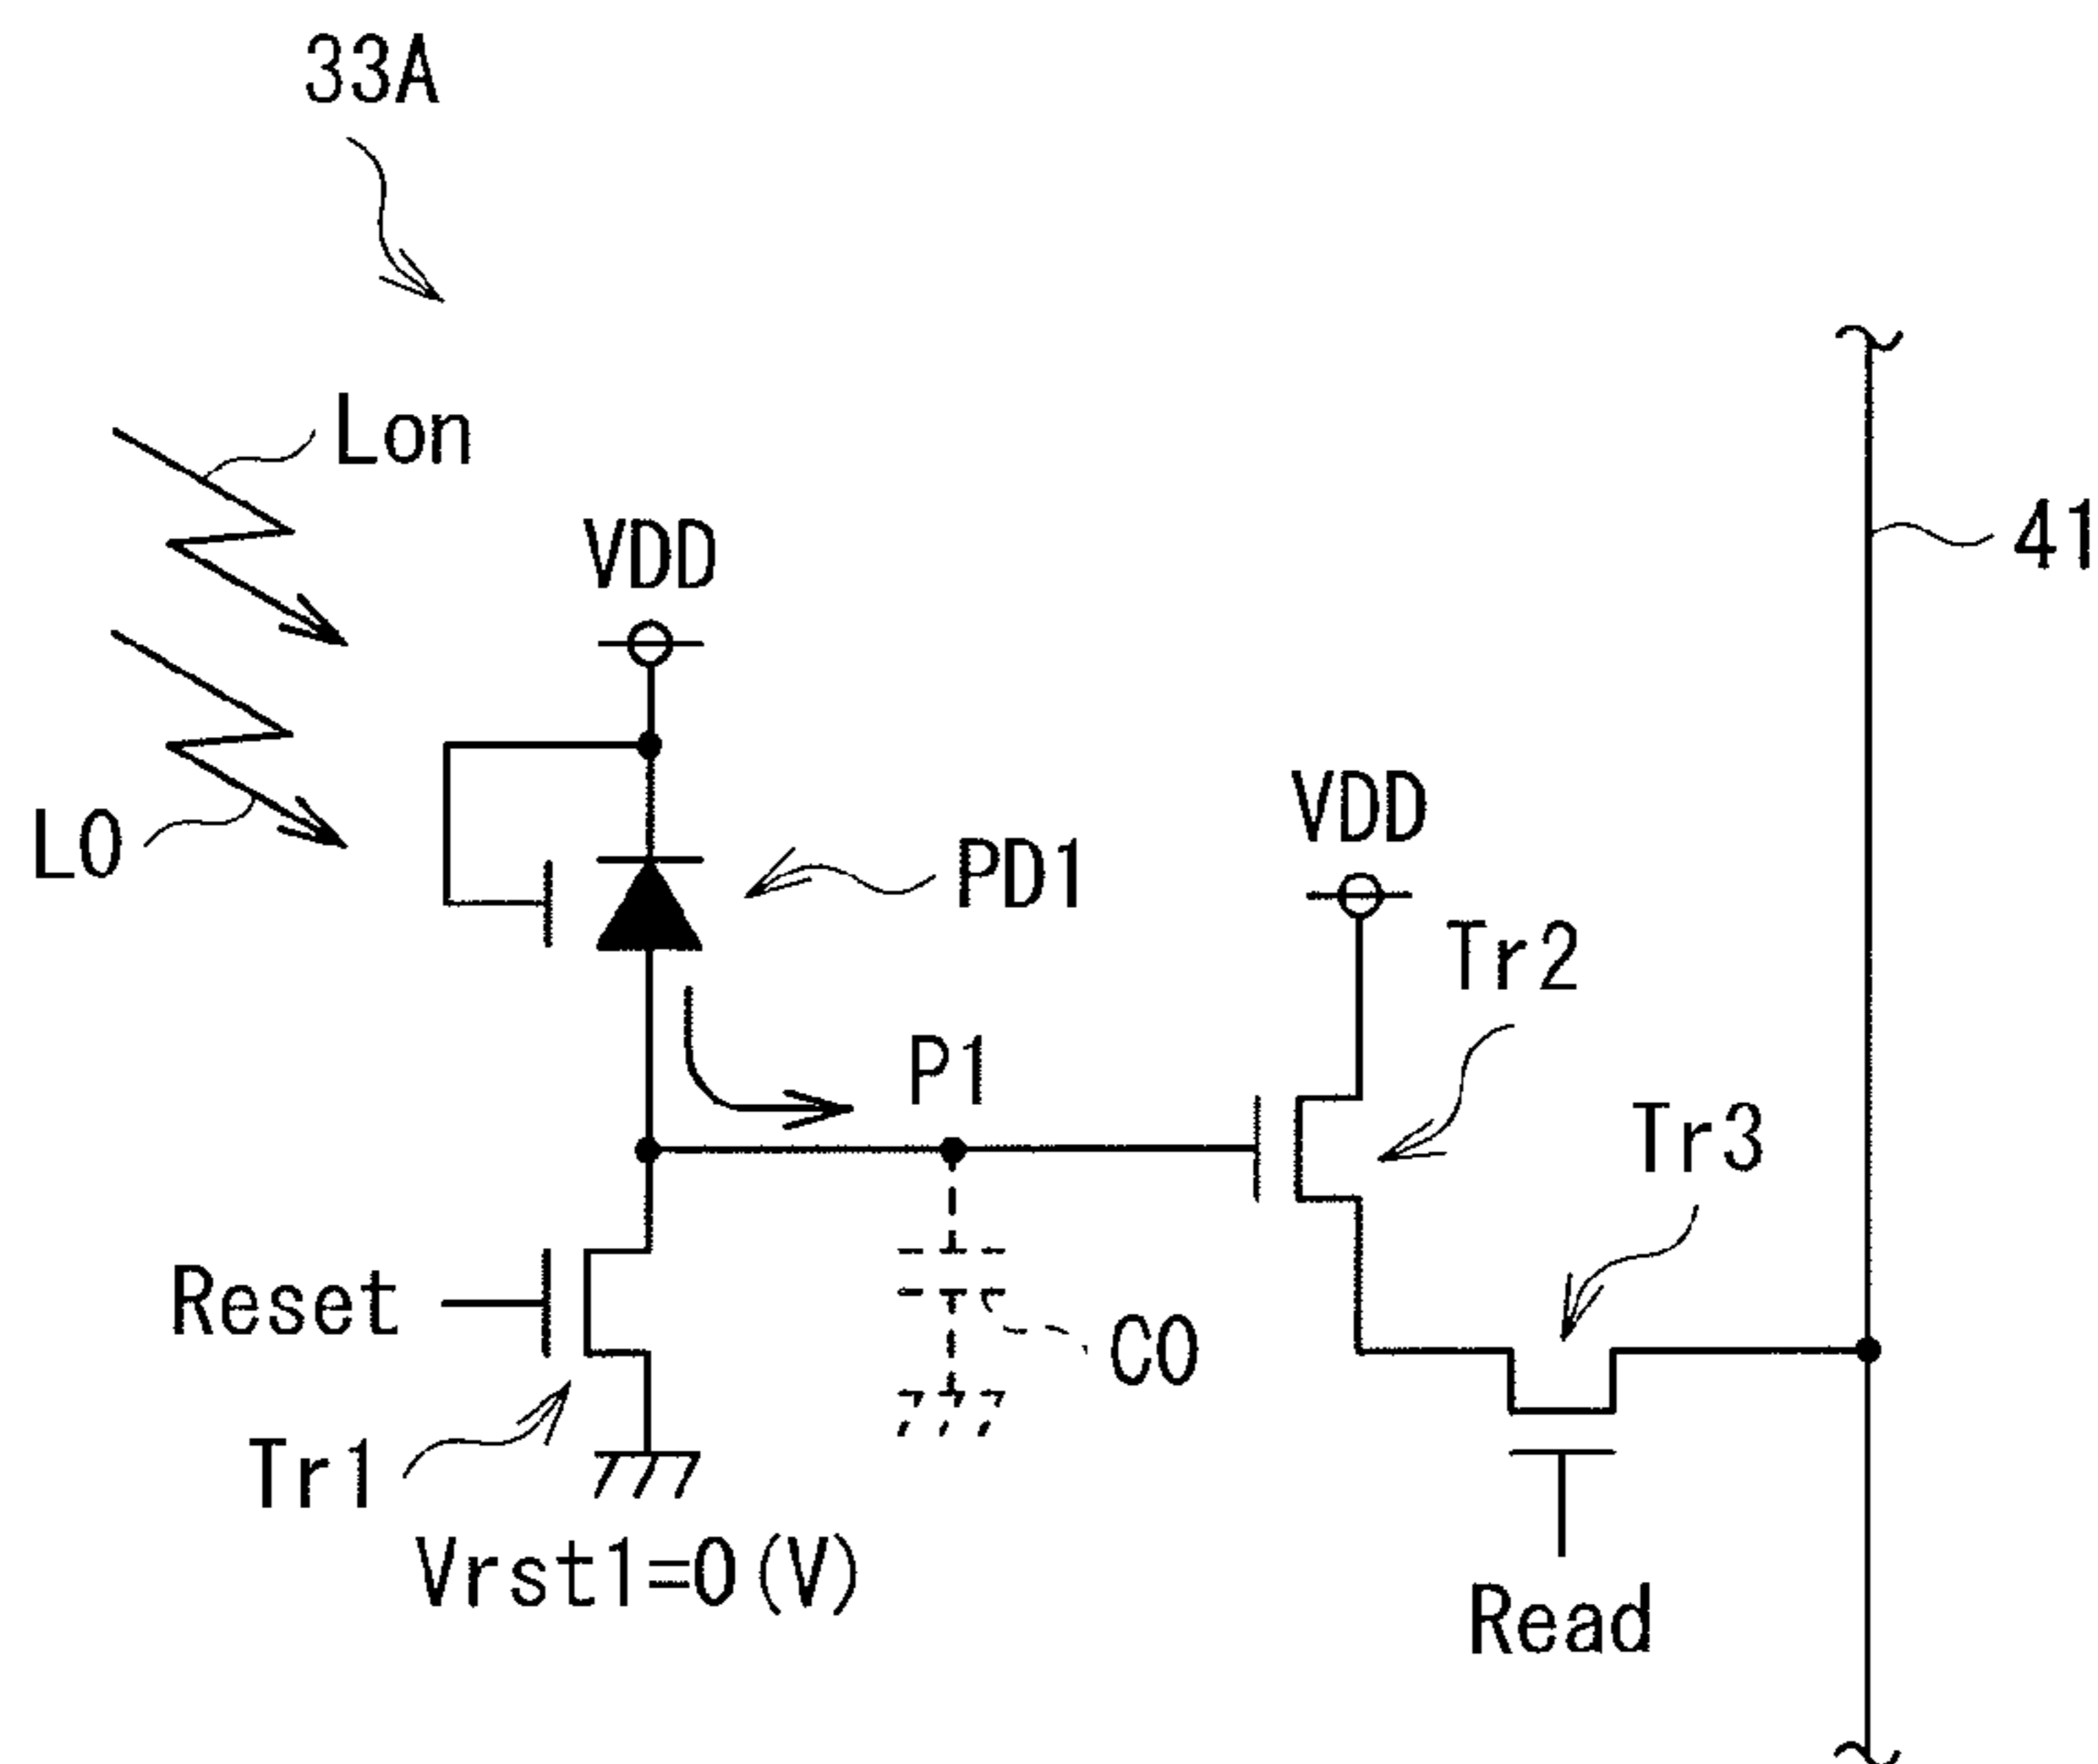 33A
Lon
41
VDD
L0
PD1
VDD
Tr2
P1
Tr3
Reset
C0
Tr1
Vrst1=0(V)
Read